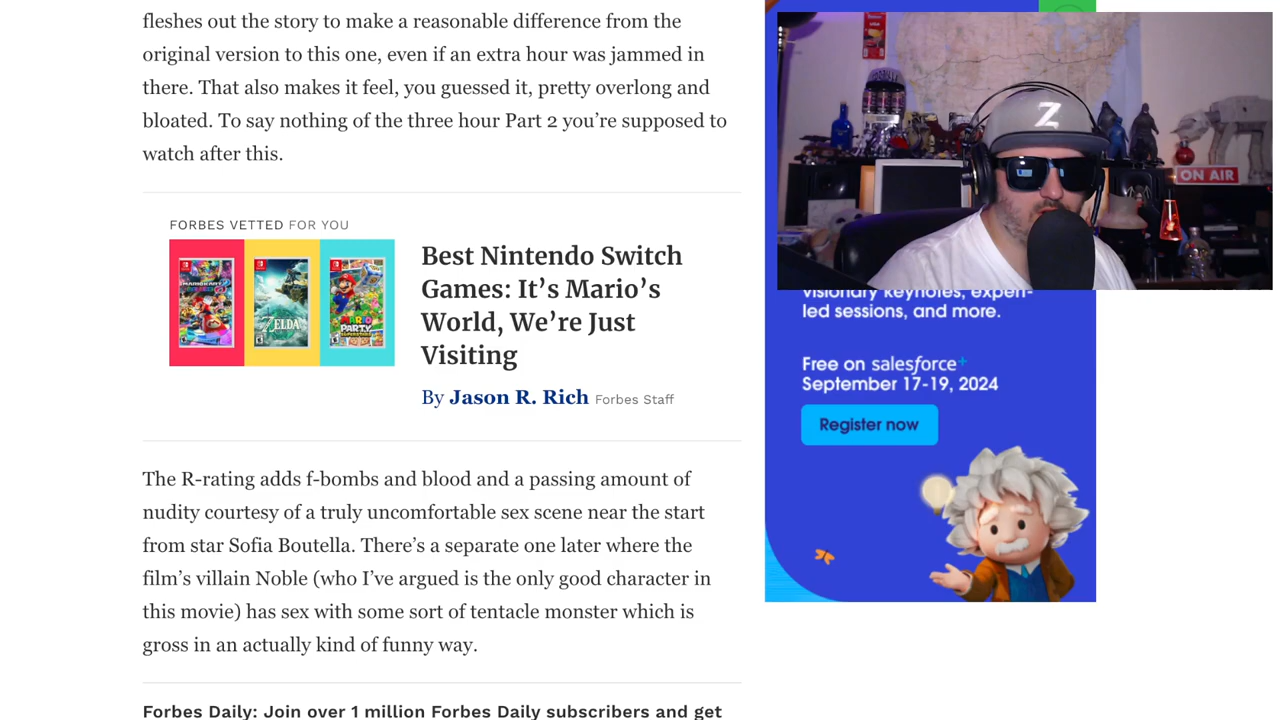 fleshes out the story to make a reasonable difference from the
original version to this one, even if an extra hour was jammed in
there. That also makes it feel, you guessed it, pretty overlong and
bloated. To say nothing of the three hour Part 2 you’re supposed to
watch after this.
FORBES VETTED FOR YOU
Best Nintendo Switch
Games: It’s Mario’s
World, We’re Just
Visiting
By Jason R. Rich Forbes Staff
ZELDA
MARIO
PARTY
The R-rating adds f-bombs and blood and a passing amount of
nudity courtesy of a truly uncomfortable sex scene near the start
from star Sofia Boutella. There’s a separate one later where the
film’s villain Noble (who I’ve argued is the only good character in
this movie) has sex with some sort of tentacle monster which is
gross in an actually kind of funny way.
Forbes Daily: Join over 1 million Forbes Daily subscribers and get
Z
ON AIR
visionary keynotes, expert-
led sessions, and more.
Free on salesforce+
September 17-19, 2024
Register now